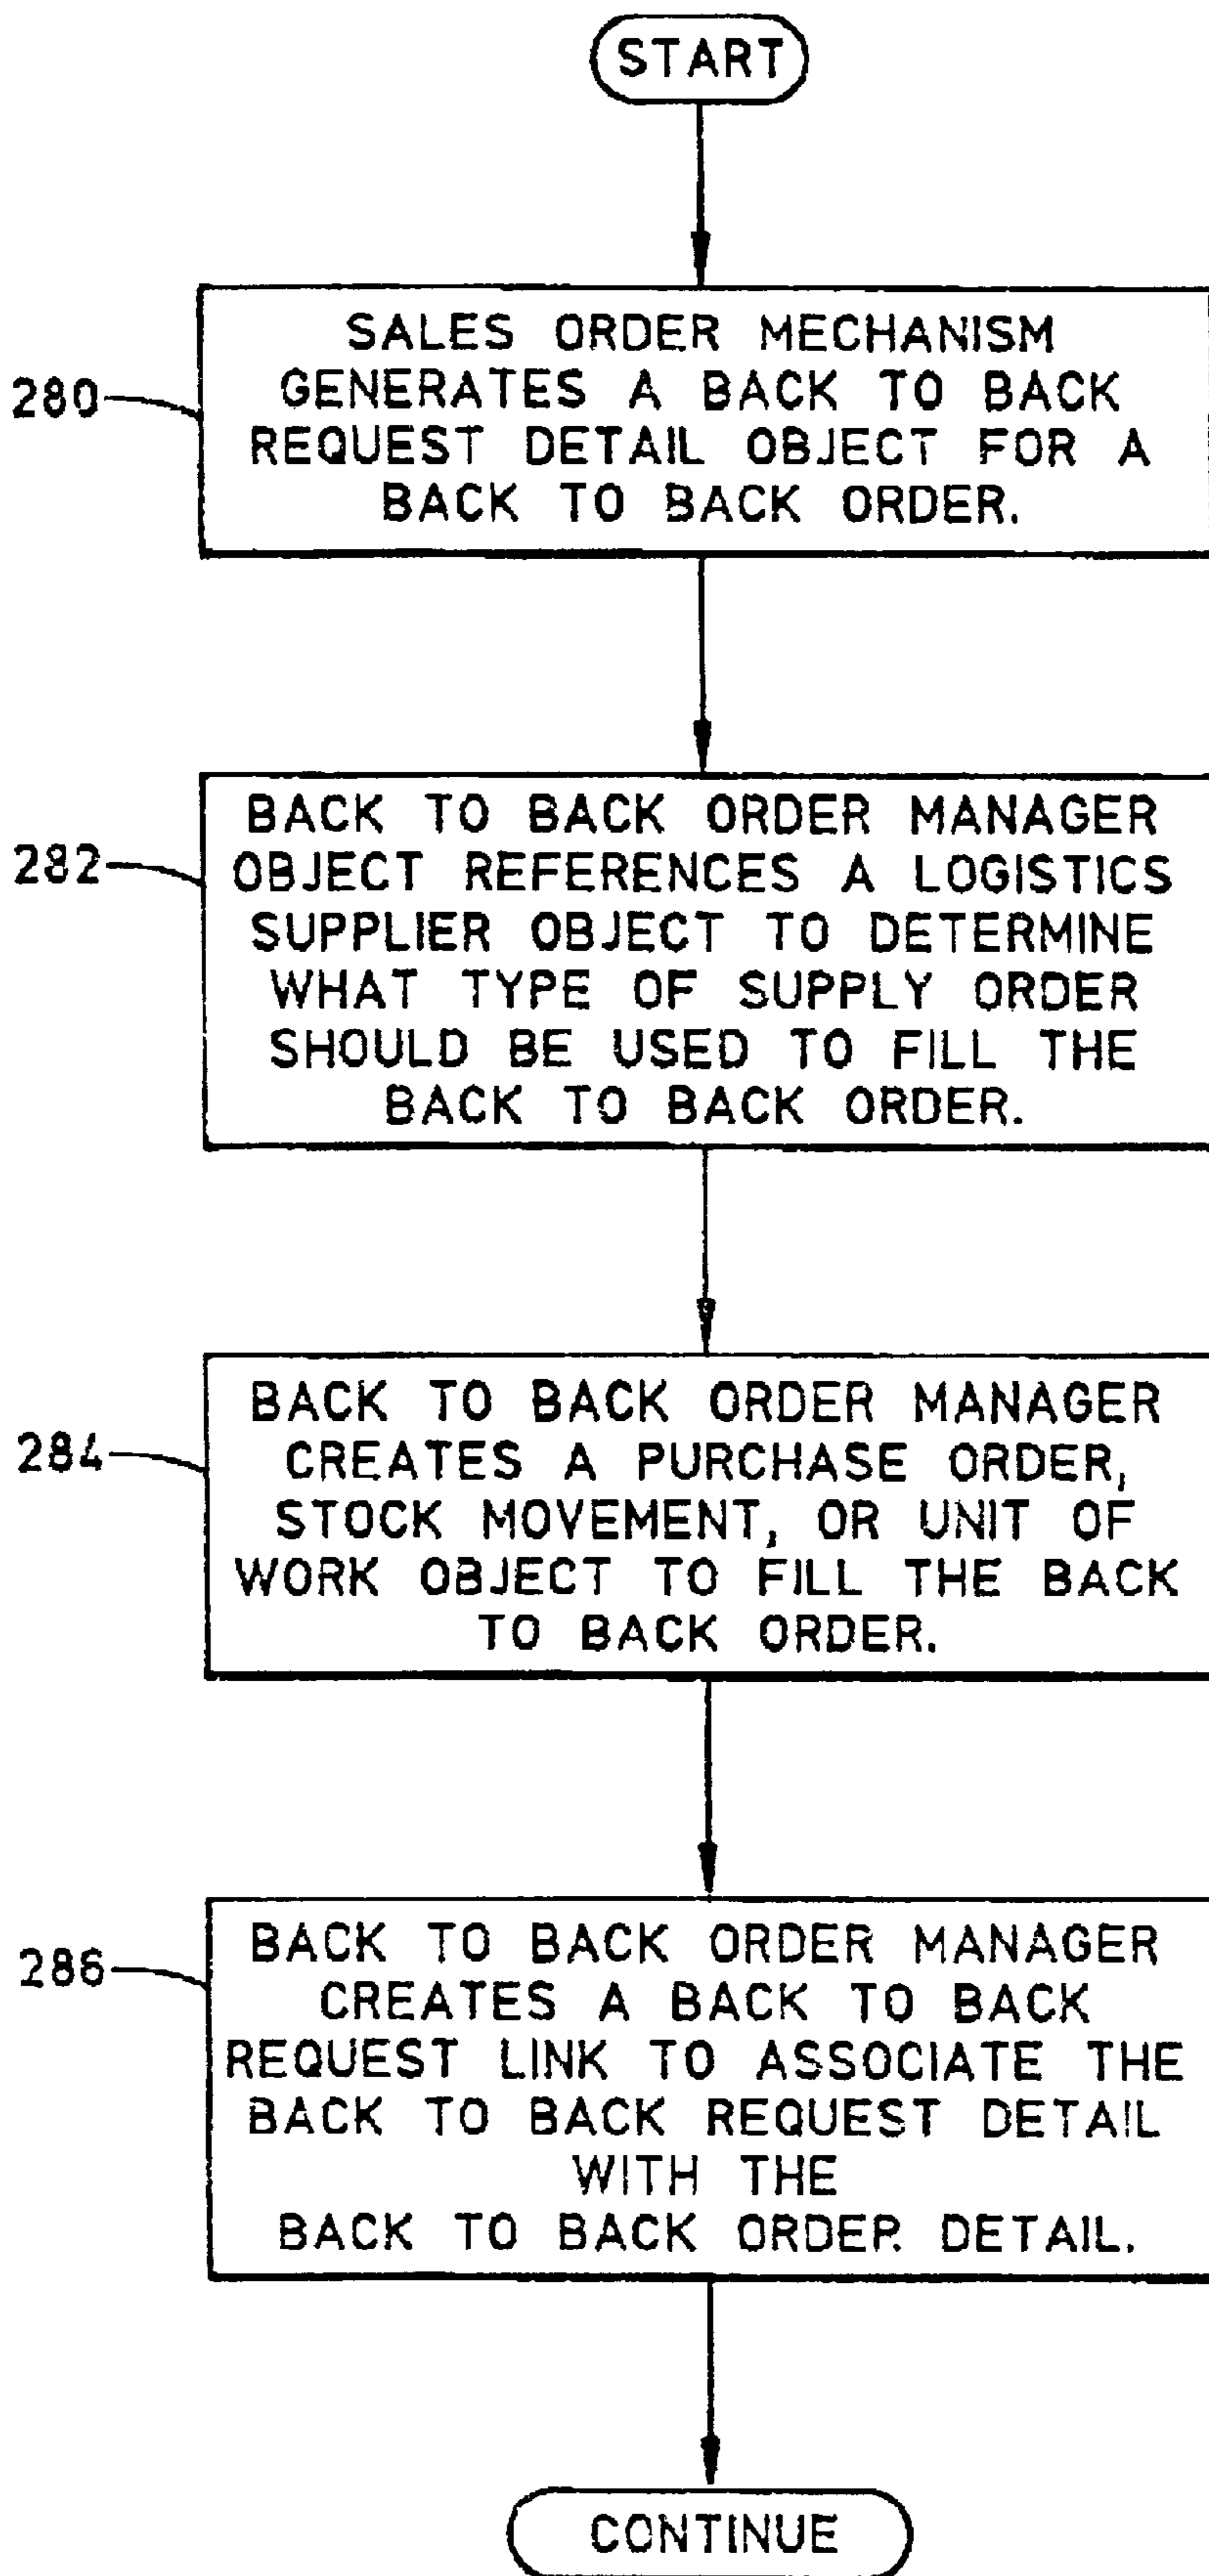 START
280
SALES ORDER MECHANISM
GENERATES A BACK TO BACK
REQUEST DETAIL OBJECT FOR A
BACK TO BACK ORDER.
282
BACK TO BACK ORDER MANAGER
OBJECT REFERENCES A LOGISTICS
SUPPLIER OBJECT TO DETERMINE
WHAT TYPE OF SUPPLY ORDER
SHOULD BE USED TO FILL THE
BACK TO BACK ORDER.
284
BACK TO BACK ORDER MANAGER
CREATES A PURCHASE ORDER,
STOCK MOVEMENT, OR UNIT OF
WORK OBJECT TO FILL THE BACK
TO BACK ORDER.
286
BACK TO BACK ORDER MANAGER
CREATES A BACK TO BACK
REQUEST LINK TO ASSOCIATE THE
BACK TO BACK REQUEST DETAIL
WITH THE
BACK TO BACK ORDER DETAIL.
CONTINUE